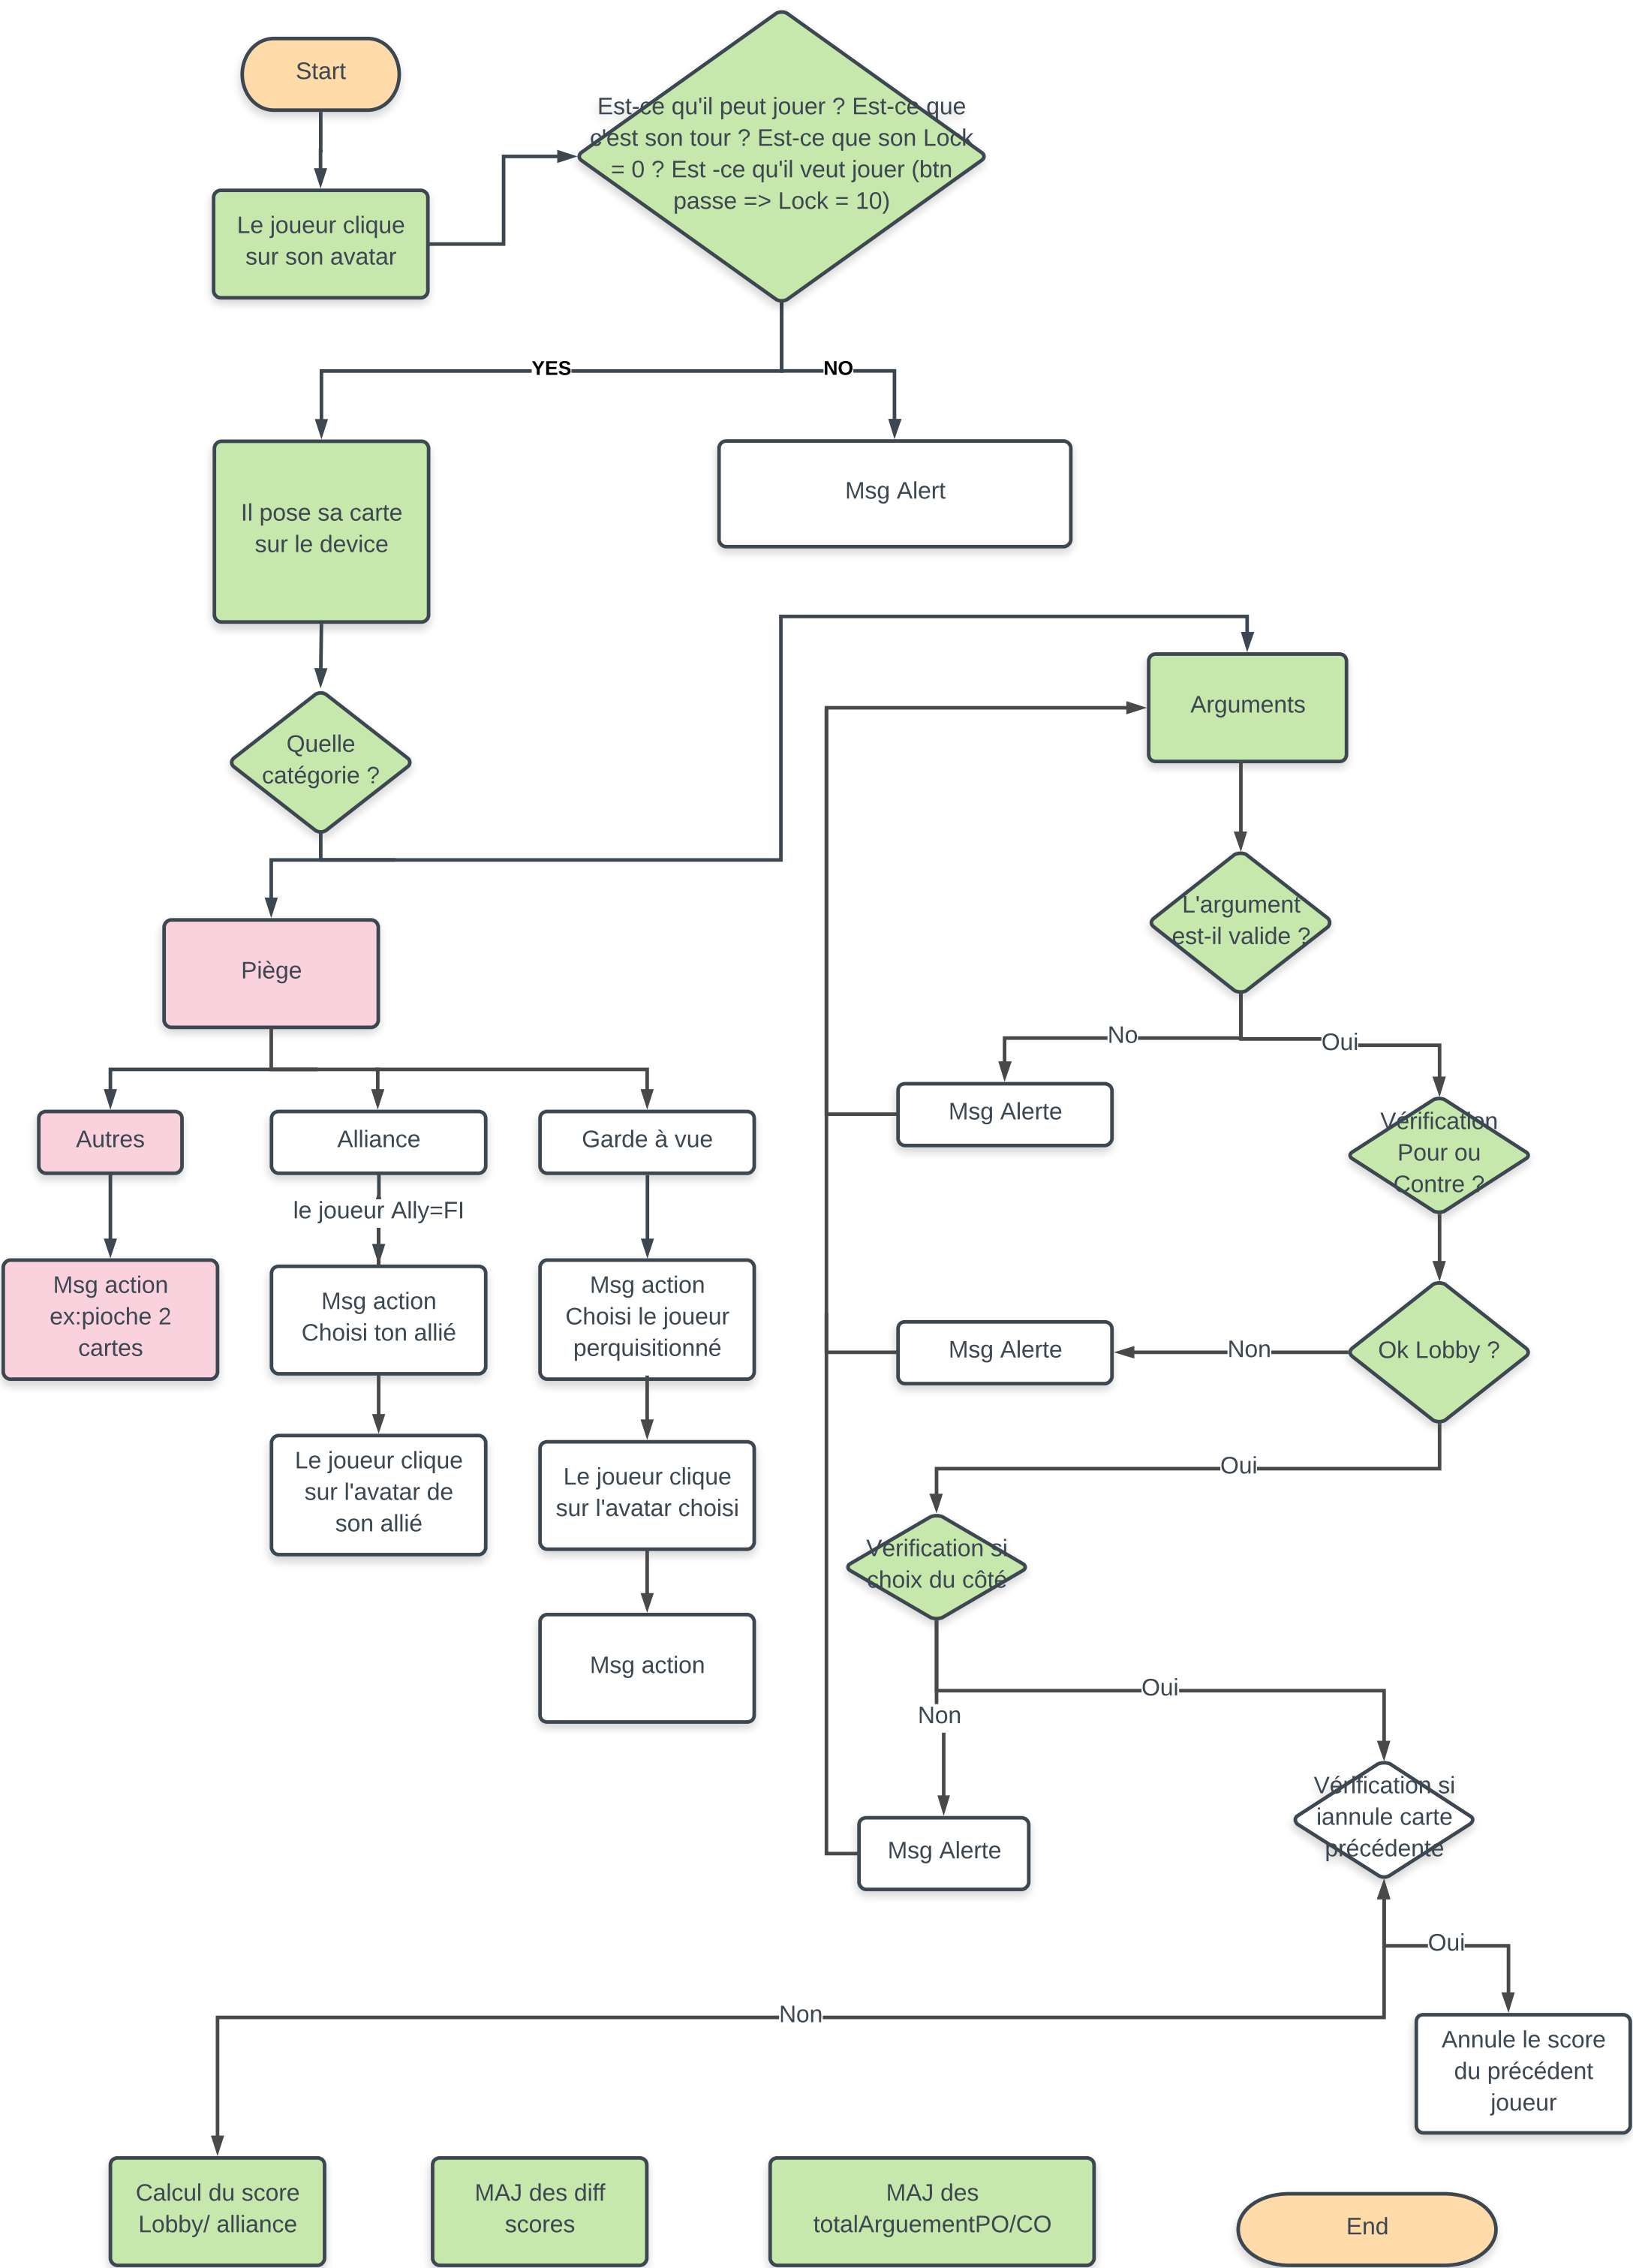 Start
Est-ce qu'il peut jouer ? Est-ce que
c'est son tour ? Est-ce que son Lock
= 0 ? Est -ce qu'il veut jouer (btn
passe => Lock = 10)
Le joueur clique
sur son avatar
YES
NO
Il pose sa carte
sur le device
Msg Alert
Quelle
catégorie ?
Arguments
L'argument
est-il valide ?
Piège
No
Oui
Autres
Alliance
Garde à vue
Msg Alerte
Vérification
Pour ou
Contre ?
le joueur Ally=FI
Msg action
ex:pioche 2
cartes
Msg action
Choisi ton allié
Msg action
Choisi le joueur
perquisitionné
Msg Alerte
Non
Ok Lobby ?
Le joueur clique
sur l'avatar de
son allié
Le joueur clique
sur l'avatar choisi
Oui
Verification si
choix du côté
Msg action
Oui
Non
Msg Alerte
Vérification si
iannule carte
précédente
Oui
Non
Annule le score
du précédent
joueur
Calcul du score
Lobby/ alliance
MAJ des diff
scores
MAJ des
totalArguementPO/CO
End